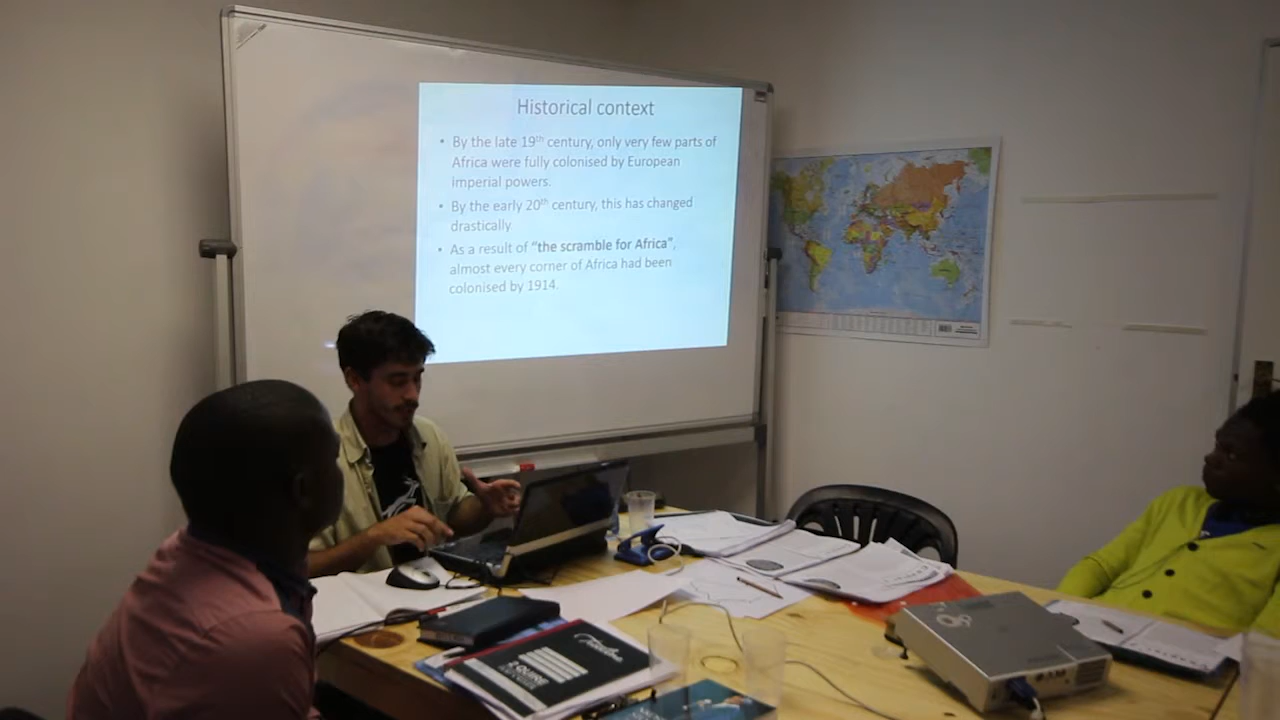 Historical context
• By the late 19th century, only very few parts of
Africa were fully colonised by European
Imperial powers.
• By the early 20th century, this has changed
drastically
• As a result of “the scramble for Africa”,
almost every corner of Africa had been
colonised by 1914.
2 QUIRE